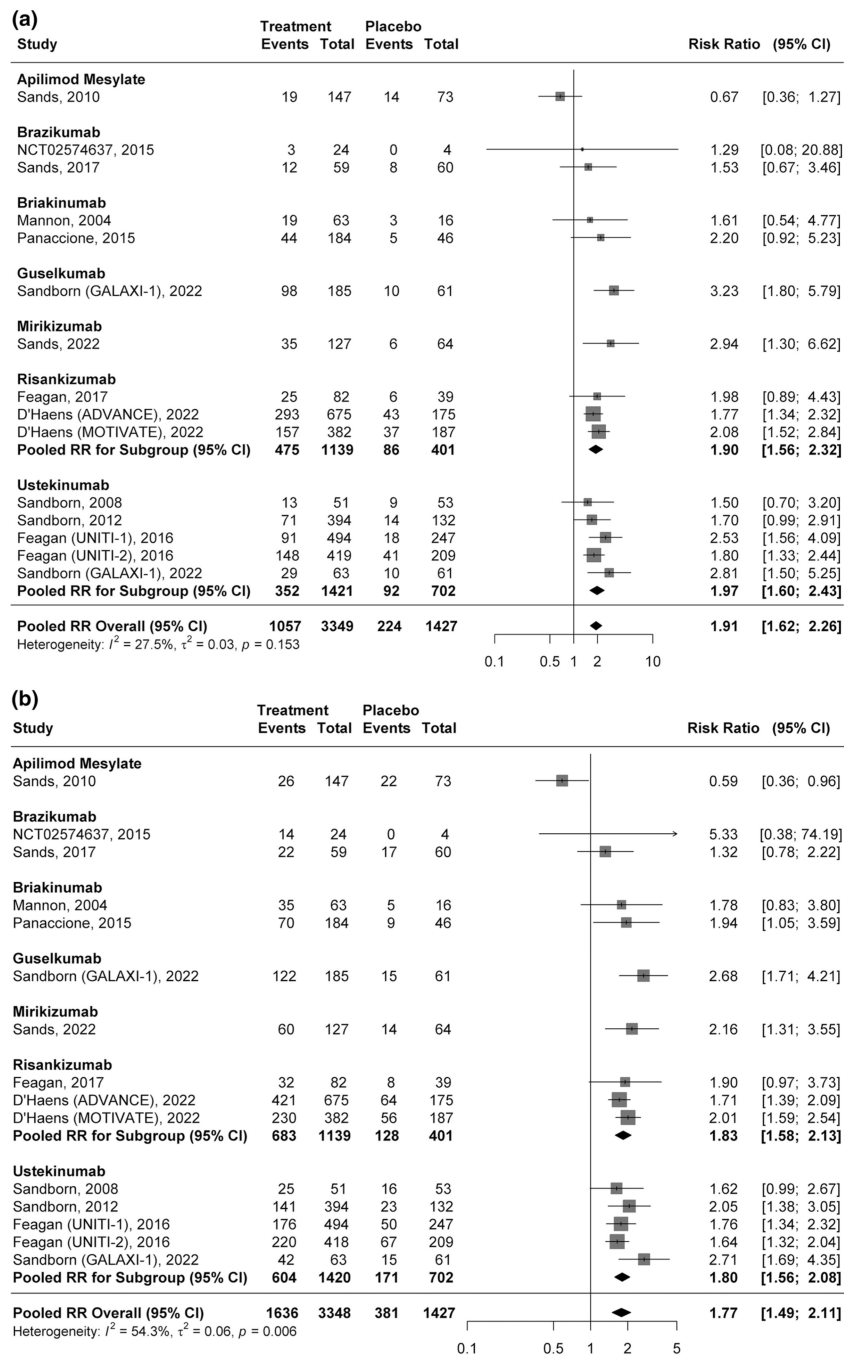 (a)
Treatment Placebo
Study Events Total Events Total Risk Ratio (95% CI)
Apilimod Mesylate
Sands, 2010 19 147 14 73 0.67 [0.36; 1.27]
Brazikumab
NCT02574637, 2015 3 24 0 4 1.29 [0.08; 20.88]
Sands, 2017 12 59 8 60 1.53 [0.67; 3.46]
Briakinumab
Mannon, 2004 19 63 3 16 1.61 [0.54; 4.77]
Panaccione, 2015 44 184 5 46 2.20 [0.92; 5.23]
Guselkumab
Sandborn (GALAXI-1), 2022 98 185 10 61 3.23 [1.80; 5.79]
Mirikizumab
Sands, 2022 35 127 6 64 2.94 [1.30; 6.62]
Risankizumab
Feagan, 2017 25 82 6 39 1.98 [0.89; 4.43]
D'Haens (ADVANCE), 2022 293 675 43 175 1.77 [1.34; 2.32]
D'Haens (MOTIVATE), 2022 157 382 37 187 2.08 [1.52; 2.84]
Pooled RR for Subgroup (95% CI) 475 1139 86 401 1.90 [1.56; 2.32]
Ustekinumab
Sandborn, 2008 13 51 9 53 1.50 [0.70; 3.20]
Sandborn, 2012 71 394 14 132 1.70 [0.99; 2.91]
Feagan (UNITI-1), 2016 91 494 18 247 2.53 [1.56; 4.09]
Feagan (UNITI-2), 2016 148 419 41 209 1.80 [1.33; 2.44]
Sandborn (GALAXI-1), 2022 29 63 10 61 2.81 [1.50; 5.25]
Pooled RR for Subgroup (95% CI) 352 1421 92 702 1.97 [1.60; 2.43]
Pooled RR Overall (95% CI) 1057 3349 224 1427 1.91 [1.62; 2.26]
Heterogeneity: I² = 27.5%, τ² = 0.03, p = 0.153
0.1 0.5 1 2 10
(b)
Treatment Placebo
Study Events Total Events Total Risk Ratio (95% CI)
Apilimod Mesylate
Sands, 2010 26 147 22 73 0.59 [0.36; 0.96]
Brazikumab
NCT02574637, 2015 14 24 0 4 5.33 [0.38; 74.19]
Sands, 2017 22 59 17 60 1.32 [0.78; 2.22]
Briakinumab
Mannon, 2004 35 63 5 16 1.78 [0.83; 3.80]
Panaccione, 2015 70 184 9 46 1.94 [1.05; 3.59]
Guselkumab
Sandborn (GALAXI-1), 2022 122 185 15 61 2.68 [1.71; 4.21]
Mirikizumab
Sands, 2022 60 127 14 64 2.16 [1.31; 3.55]
Risankizumab
Feagan, 2017 32 82 8 39 1.90 [0.97; 3.73]
D'Haens (ADVANCE), 2022 421 675 64 175 1.71 [1.39; 2.09]
D'Haens (MOTIVATE), 2022 230 382 56 187 2.01 [1.59; 2.54]
Pooled RR for Subgroup (95% CI) 683 1139 128 401 1.83 [1.58; 2.13]
Ustekinumab
Sandborn, 2008 25 51 16 53 1.62 [0.99; 2.67]
Sandborn, 2012 141 394 23 132 2.05 [1.38; 3.05]
Feagan (UNITI-1), 2016 176 494 50 247 1.76 [1.34; 2.32]
Feagan (UNITI-2), 2016 220 418 67 209 1.64 [1.32; 2.04]
Sandborn (GALAXI-1), 2022 42 63 15 61 2.71 [1.69; 4.35]
Pooled RR for Subgroup (95% CI) 604 1420 171 702 1.80 [1.56; 2.08]
Pooled RR Overall (95% CI) 1636 3348 381 1427 1.77 [1.49; 2.11]
Heterogeneity: I² = 54.3%, τ² = 0.06, p = 0.006
0.1 1 2 5